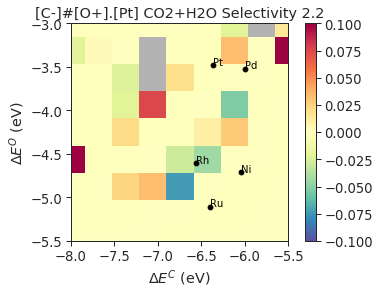 [C-]#[O+].[Pt] CO2+H2O Selectivity 2.2
−3.0
−3.5
−4.0
−4.5
−5.0
−5.5
ΔE^O (eV)
Pt
Pd
Rh
Ni
Ru
−8.0 −7.5 −7.0 −6.5 −6.0 −5.5
ΔE^C (eV)
0.100
0.075
0.050
0.025
0.000
−0.025
−0.050
−0.075
−0.100